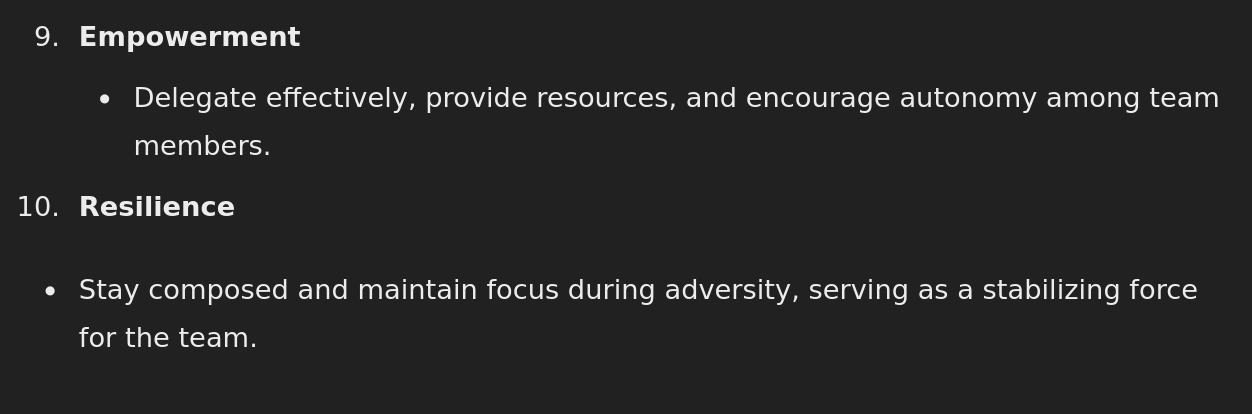 9. Empowerment
• Delegate effectively, provide resources, and encourage autonomy among team
members.
10. Resilience
• Stay composed and maintain focus during adversity, serving as a stabilizing force
for the team.